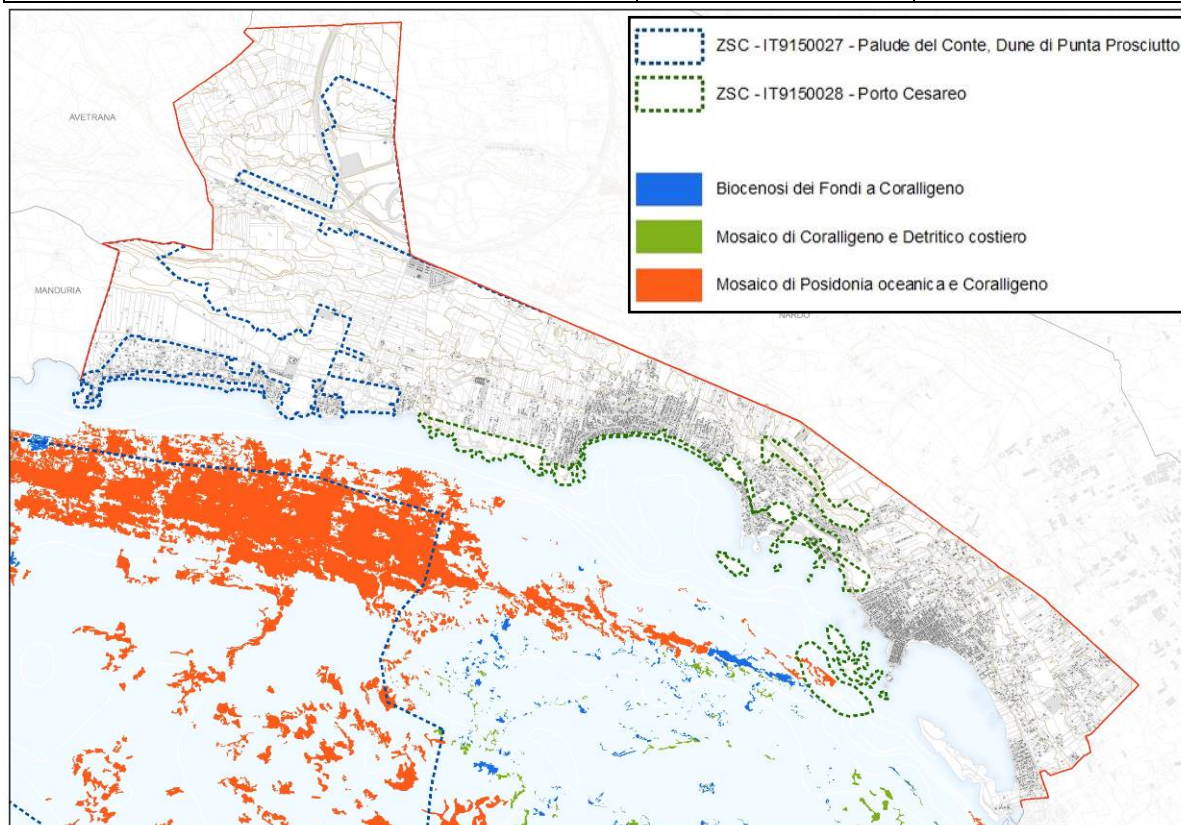 ZSC - IT9150027 - Palude del Conte, Dune di Punta Prosciutto
ZSC - IT9150028 - Porto Cesareo
Biocenosi dei Fondi a Coralligeno
Mosaico di Coralligeno e Detritico costiero
Mosaico di Posidonia oceanica e Coralligeno
AVETRANA
MANDURIA
NARDO'